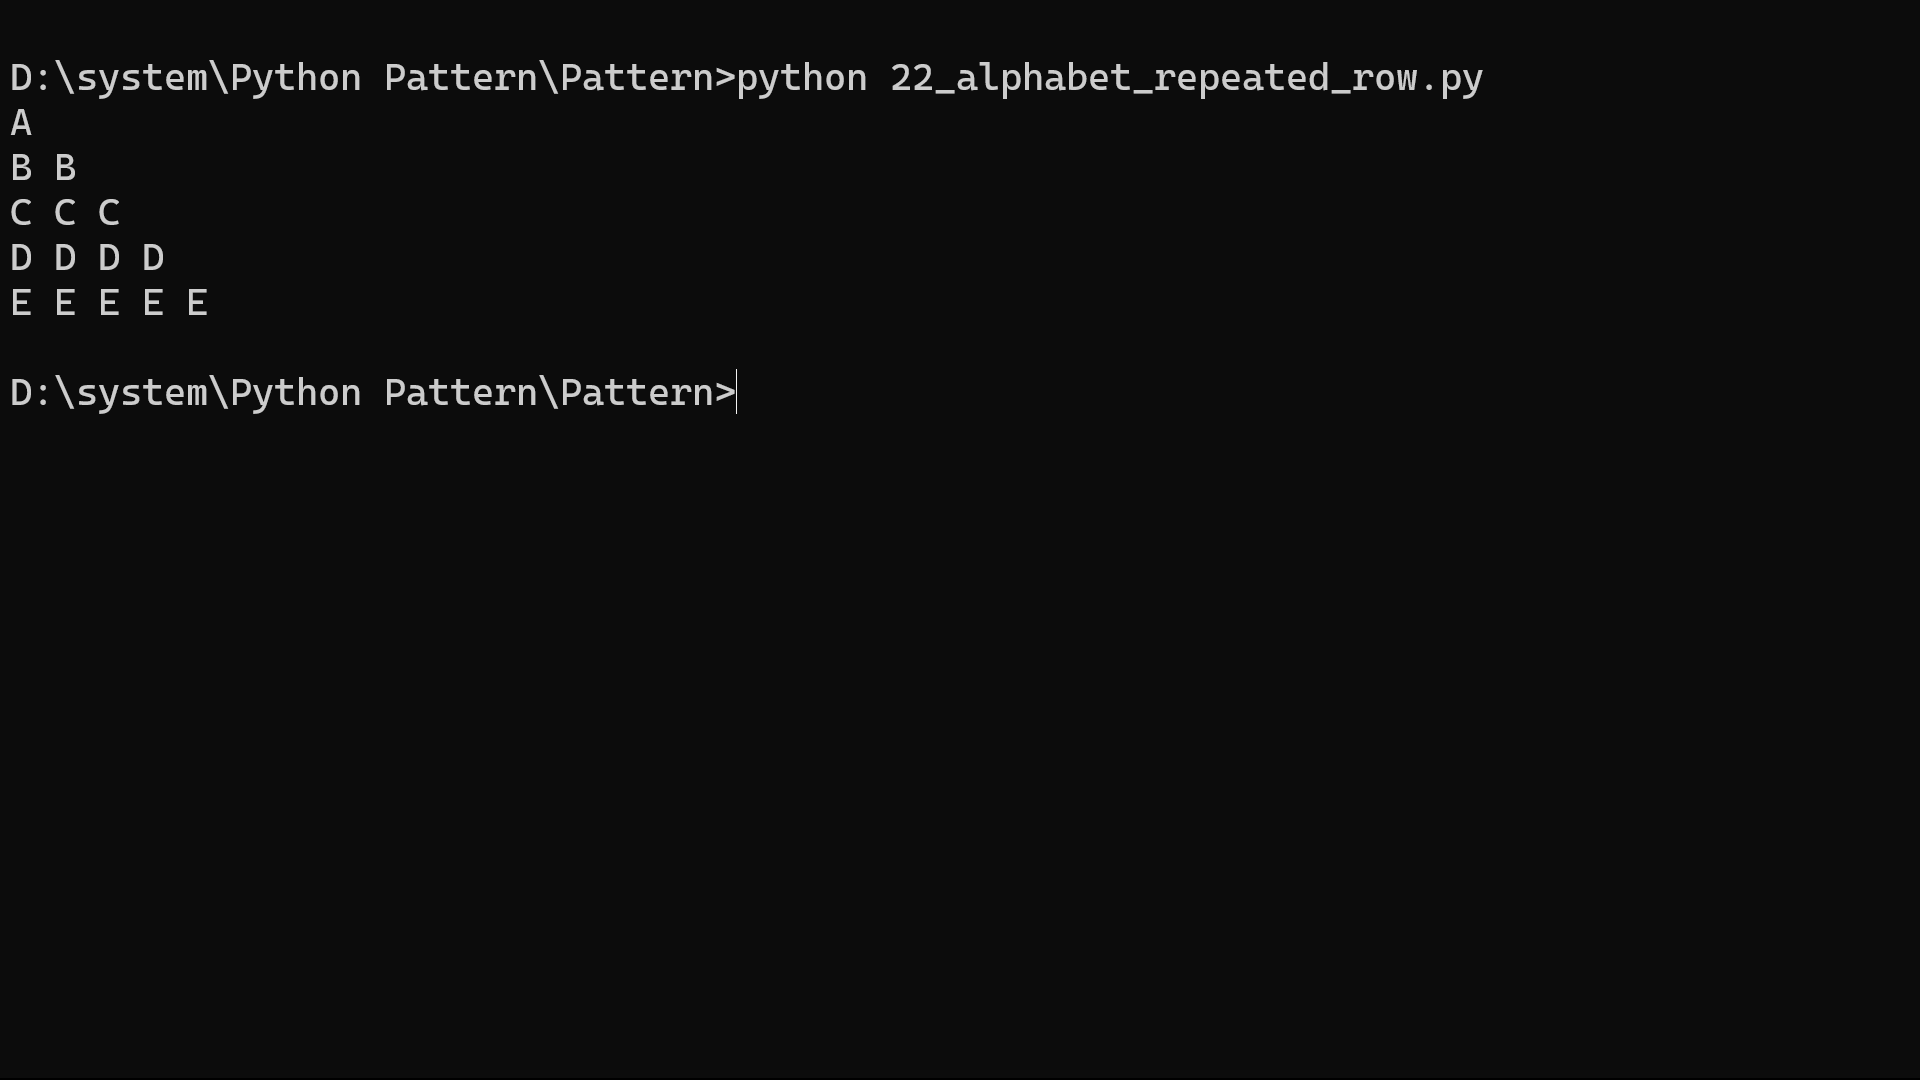 D:\system\Python Pattern\Pattern>python 22_alphabet_repeated_row.py
A
B B
C C C
D D D D
E E E E E
D:\system\Python Pattern\Pattern>